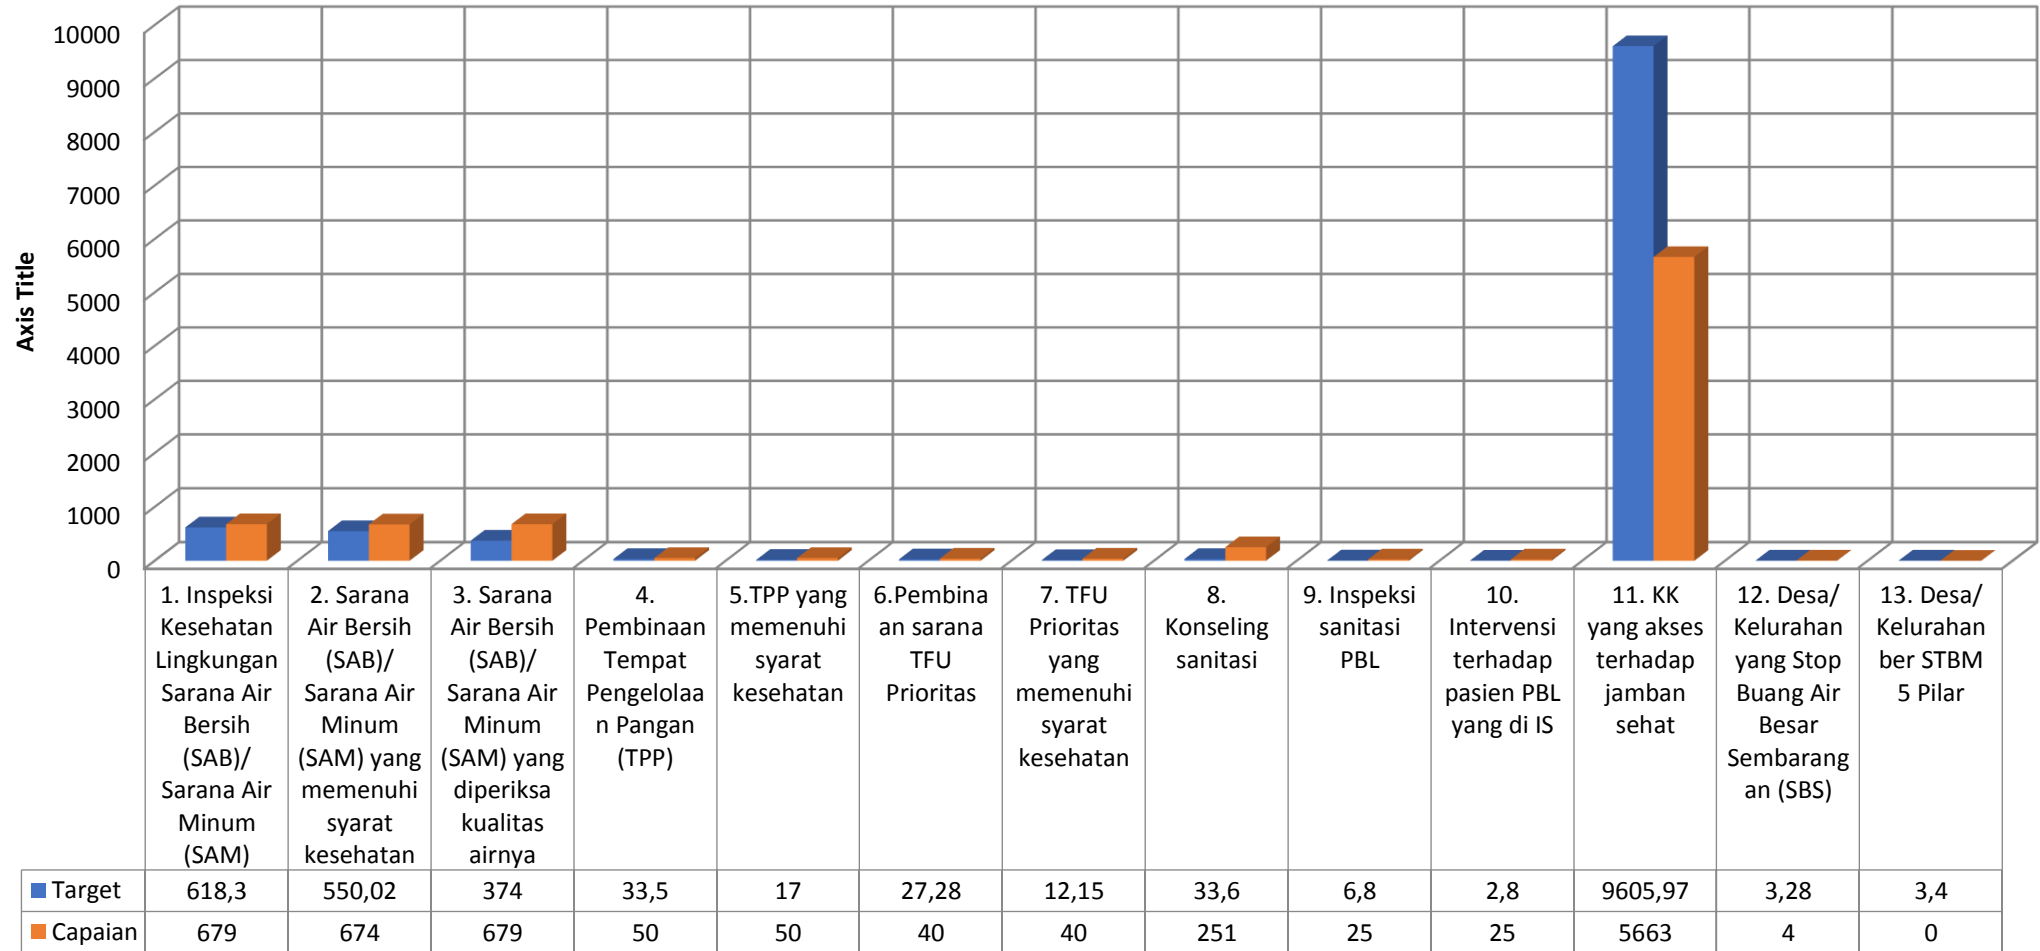 10000
9000
8000
7000
6000
5000
4000
3000
2000
1000
0
Axis Title
1. Inspeksi
Kesehatan
Lingkungan
Sarana Air
Bersih
(SAB)/
Sarana Air
Minum
(SAM)
2. Sarana
Air Bersih
(SAB)/
Sarana Air
Minum
(SAM) yang
memenuhi
syarat
kesehatan
3. Sarana
Air Bersih
(SAB)/
Sarana Air
Minum
(SAM) yang
diperiksa
kualitas
airnya
4.
Pembinaan
Tempat
Pengelolaa
n Pangan
(TPP)
5.TPP yang
memenuhi
syarat
kesehatan
6.Pembina
an sarana
TFU
Prioritas
7. TFU
Prioritas
yang
memenuhi
syarat
kesehatan
8.
Konseling
sanitasi
9. Inspeksi
sanitasi
PBL
10.
Intervensi
terhadap
pasien PBL
yang di IS
11. KK
yang akses
terhadap
jamban
sehat
12. Desa/
Kelurahan
yang Stop
Buang Air
Besar
Sembarang
an (SBS)
13. Desa/
Kelurahan
ber STBM
5 Pilar
Target 618,3 550,02 374 33,5 17 27,28 12,15 33,6 6,8 2,8 9605,97 3,28 3,4
Capaian 679 674 679 50 50 40 40 251 25 25 5663 4 0